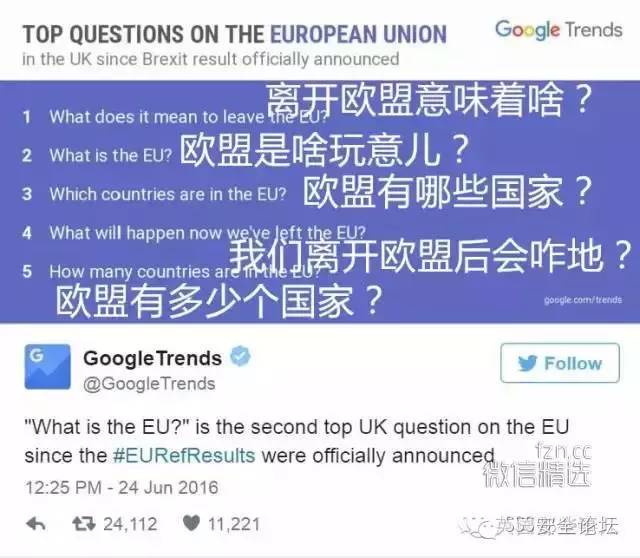 TOP QUESTIONS ON THE EUROPEAN UNION
Google Trends
in the UK since Brexit result officially announced
1 What does it mean to leave the EU?
离开欧盟意味着啥？
2 What is the EU?
欧盟是啥玩意儿？
3 Which countries are in the EU?
欧盟有哪些国家？
4 What will happen now we've left the EU?
我们离开欧盟后会咋地？
5 How many countries are in the EU?
欧盟有多少个国家？
google.com/trends
GoogleTrends
@GoogleTrends
Follow
"What is the EU?" is the second top UK question on the EU
since the #EURefResults were officially announced
fzn.cc
微信精选
12:25 PM - 24 Jun 2016
24,112
11,221